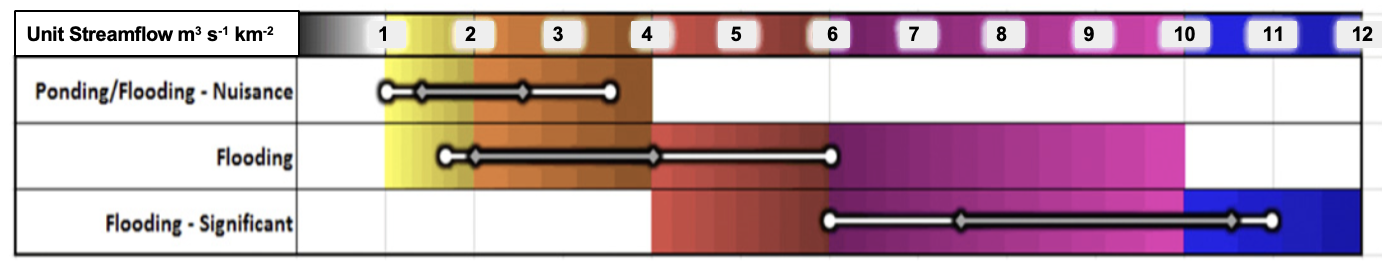 Unit Streamflow m³ s⁻¹ km⁻² 1 2 3 4 5 6 7 8 9 10 11 12
Ponding/Flooding - Nuisance
Flooding
Flooding - Significant